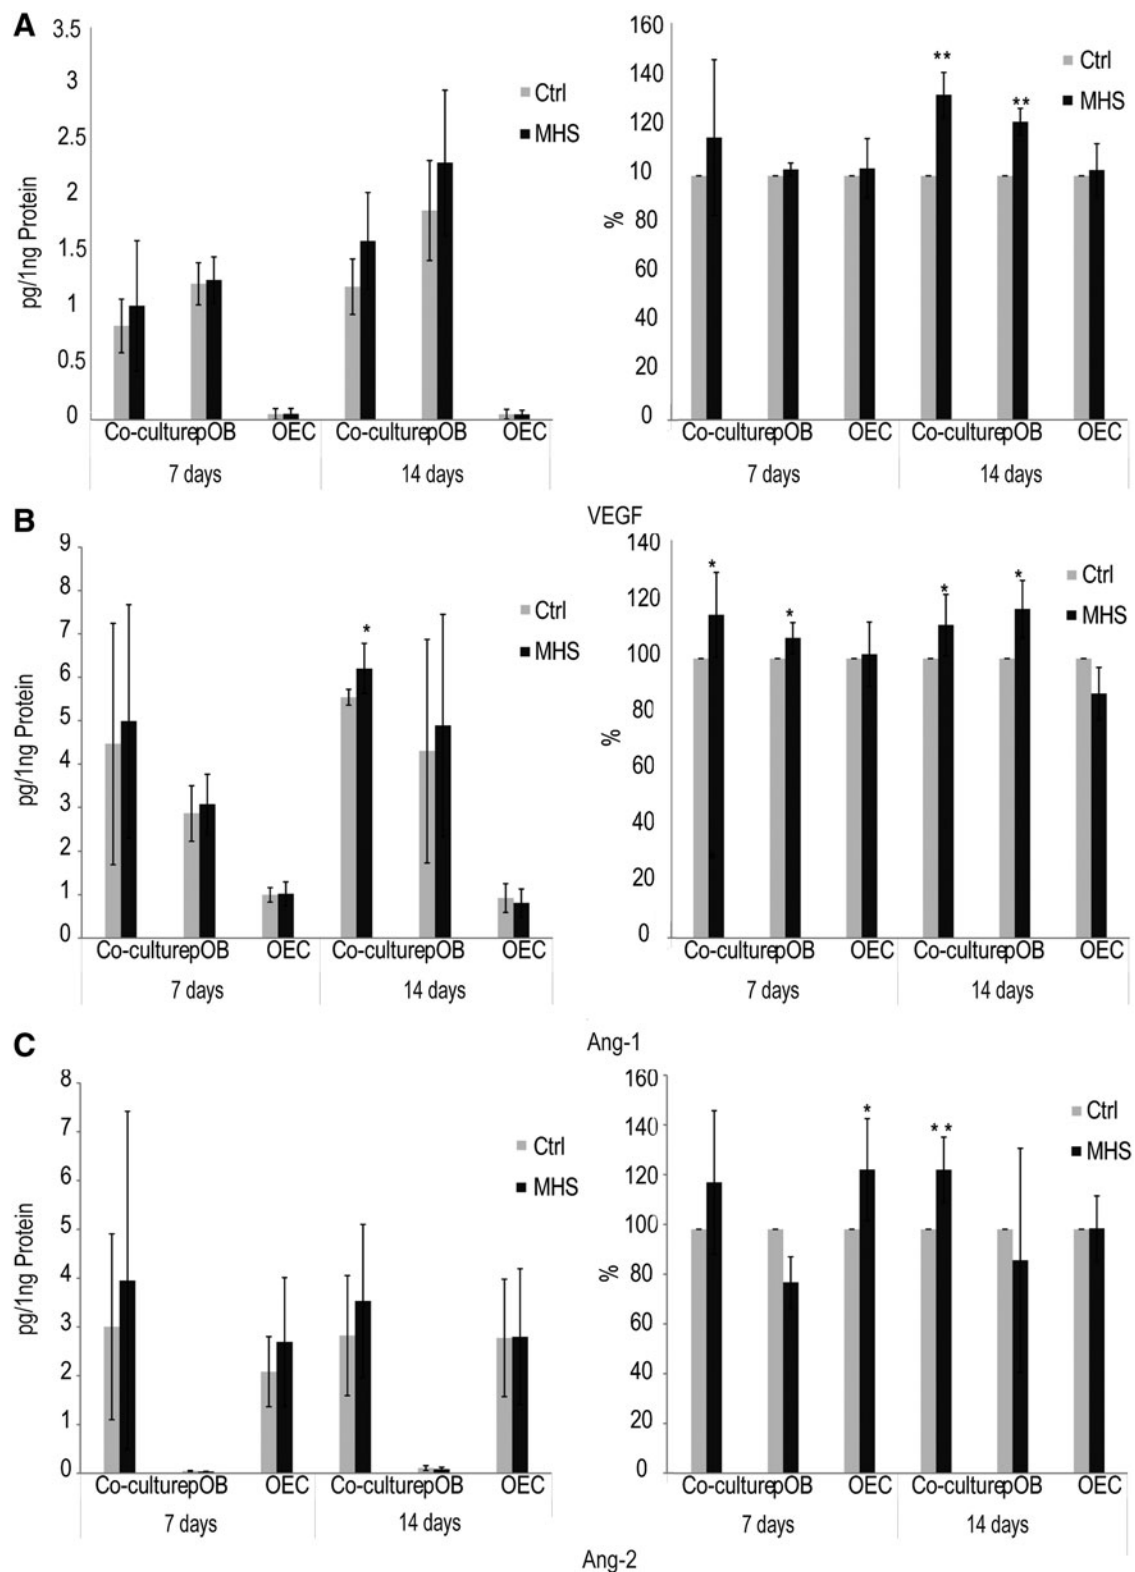 A
3.5
3
2.5
2
1.5
1
0.5
0
pg/1ng Protein
Ctrl
MHS
Co-culture pOB OEC Co-culture pOB OEC
7 days 14 days
160
140
120
10
80
60
40
20
0
%
** **
Ctrl
MHS
Co-culture pOB OEC Co-culture pOB OEC
7 days 14 days
VEGF
B
9
8
7
6
5
4
3
2
1
0
pg/1ng Protein
*
Ctrl
MHS
Co-culture pOB OEC Co-culture pOB OEC
7 days 14 days
140
120
100
80
60
40
20
0
%
* * * *
Ctrl
MHS
Co-culture pOB OEC Co-culture pOB OEC
7 days 14 days
Ang-1
C
8
7
6
5
4
3
2
1
0
pg/1ng Protein
Ctrl
MHS
Co-culture pOB OEC Co-culture pOB OEC
7 days 14 days
160
140
120
100
80
60
40
20
0
%
* * *
Ctrl
MHS
Co-culture pOB OEC Co-culture pOB OEC
7 days 14 days
Ang-2